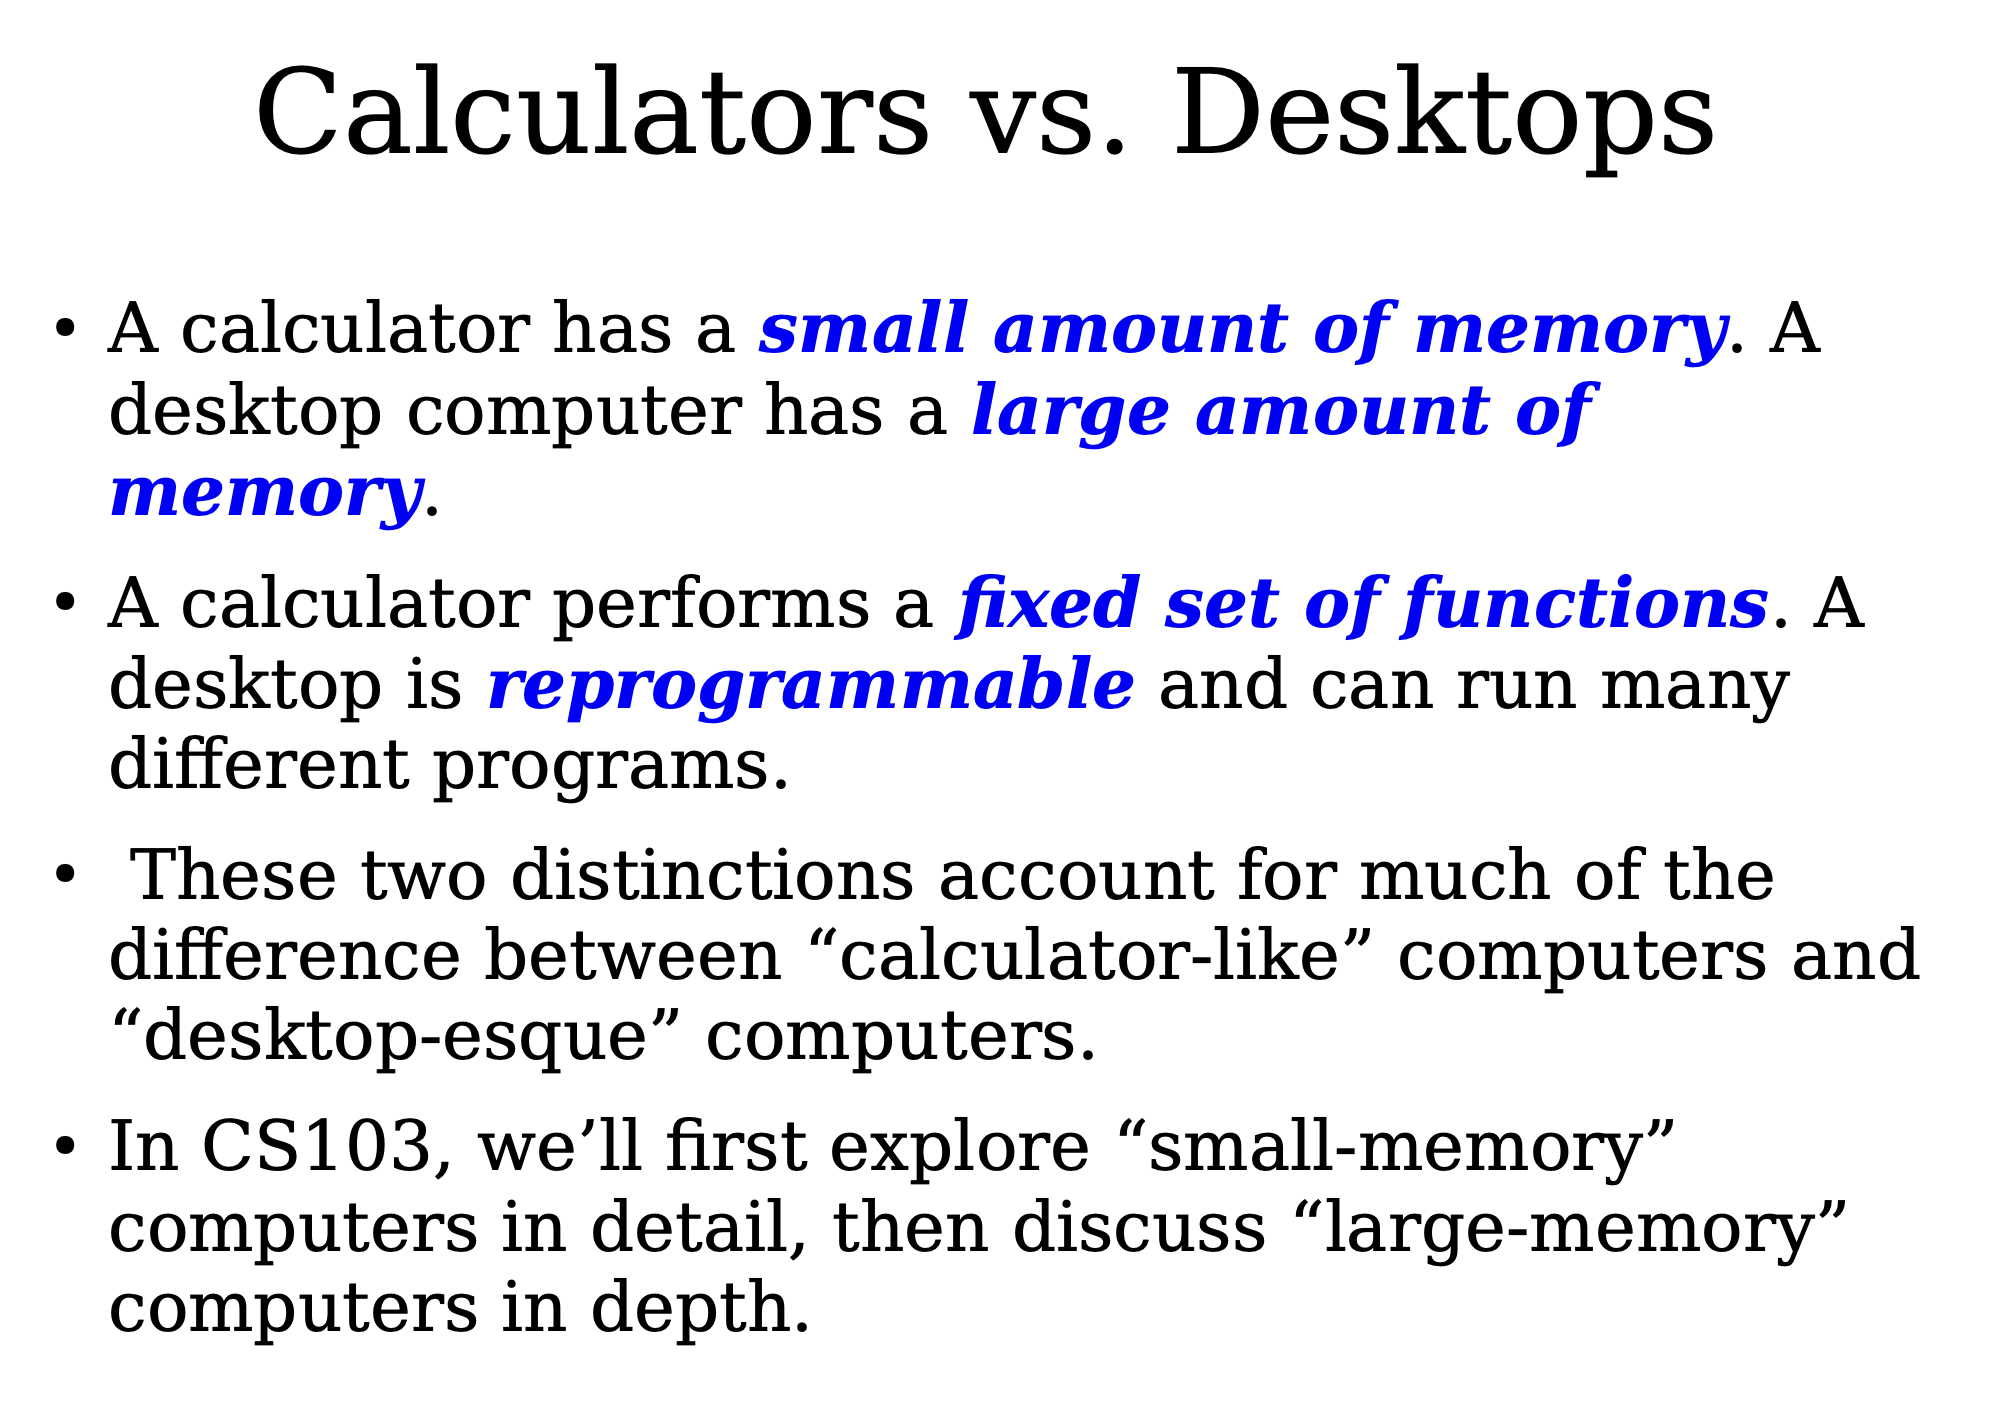 Calculators vs. Desktops
• A calculator has a small amount of memory. A
desktop computer has a large amount of
memory.
• A calculator performs a fixed set of functions. A
desktop is reprogrammable and can run many
different programs.
• These two distinctions account for much of the
difference between “calculator-like” computers and
“desktop-esque” computers.
• In CS103, we’ll first explore “small-memory”
computers in detail, then discuss “large-memory”
computers in depth.